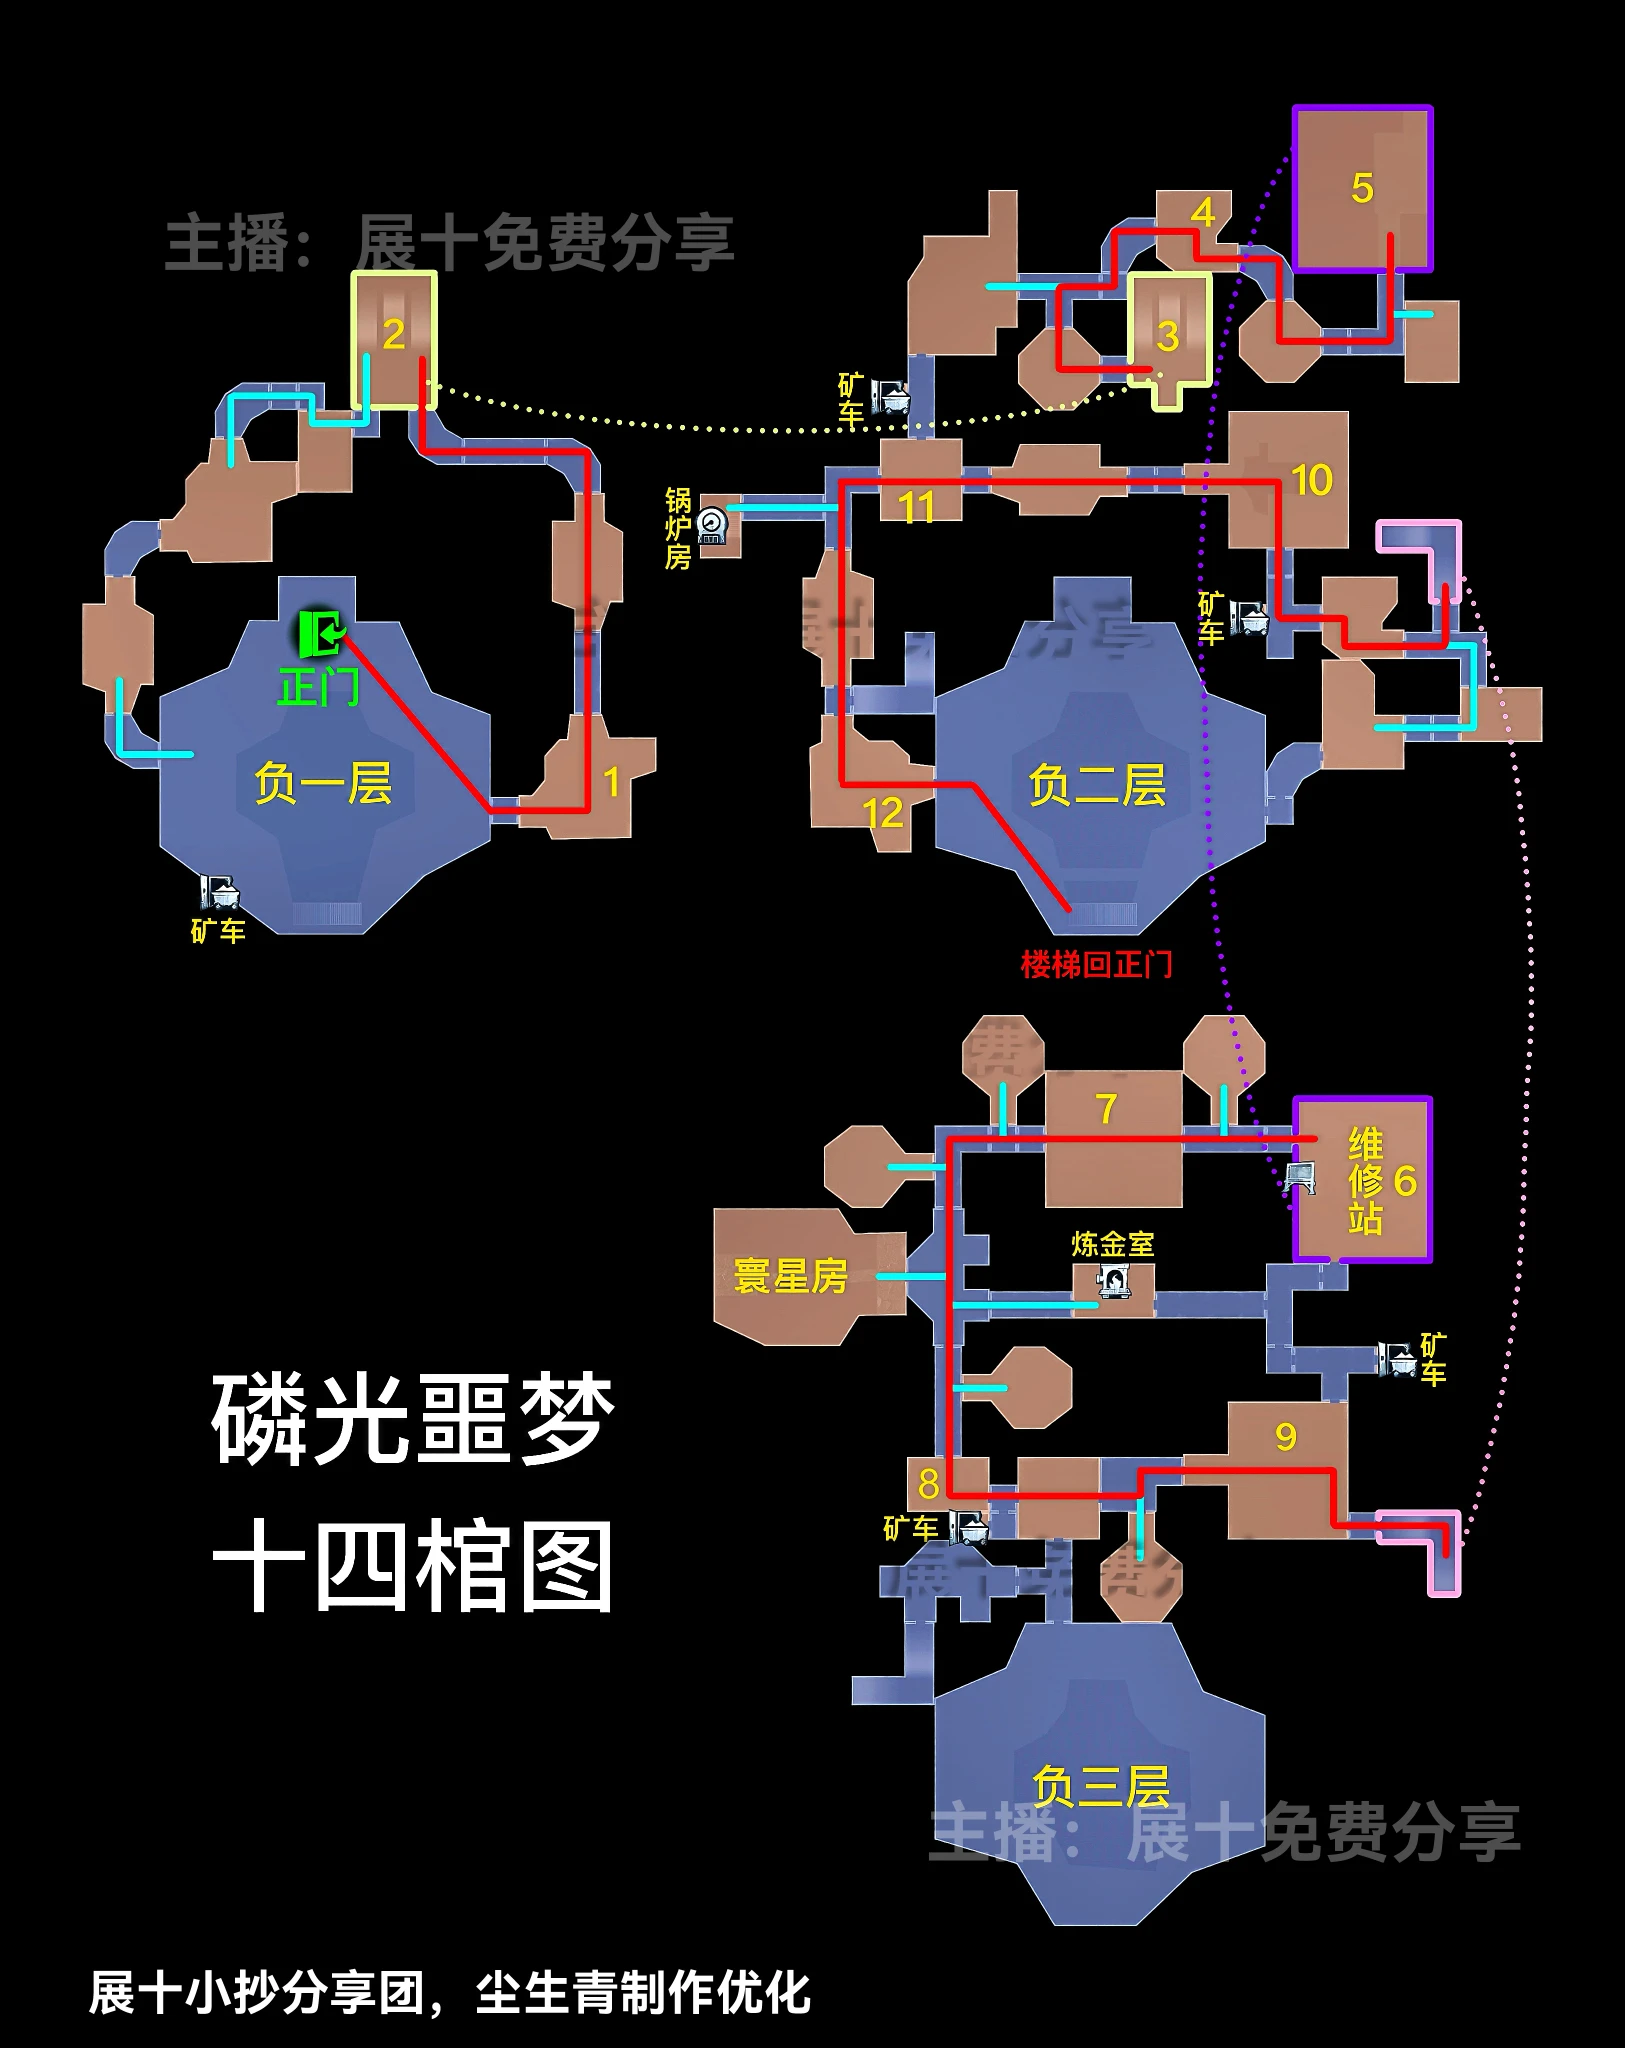 主播：展十免费分享
5
4
2
3
矿车
10
11
锅炉房
正门
负一层
1
矿车
负二层
12
矿车
楼梯回正门
7
维修站
6
炼金室
寰星房
矿车
9
8
矿车
磷光噩梦
十四棺图
负三层
主播：展十免费分享
展十小抄分享团，尘生青制作优化